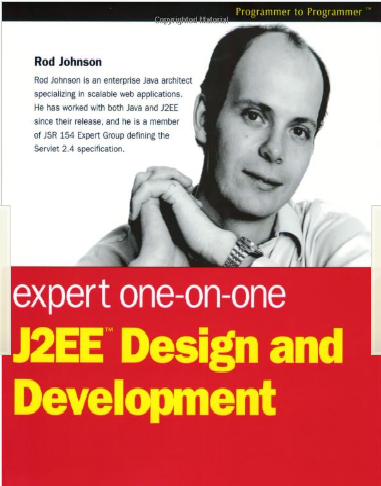 Programmer to Programmer™
Copyrighted Material
Rod Johnson
Rod Johnson is an enterprise Java architect
specializing in scalable web applications.
He has worked with both Java and J2EE
since their release, and he is a member
of JSR 154 Expert Group defining the
Servlet 2.4 specification.
expert one-on-one
J2EE™ Design and
Development